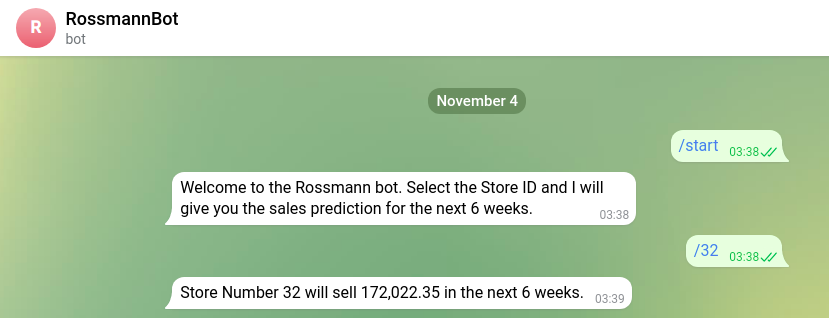 R
RossmannBot
bot
November 4
/start 03:38
Welcome to the Rossmann bot. Select the Store ID and I will
give you the sales prediction for the next 6 weeks. 03:38
/32 03:38
Store Number 32 will sell 172,022.35 in the next 6 weeks. 03:39